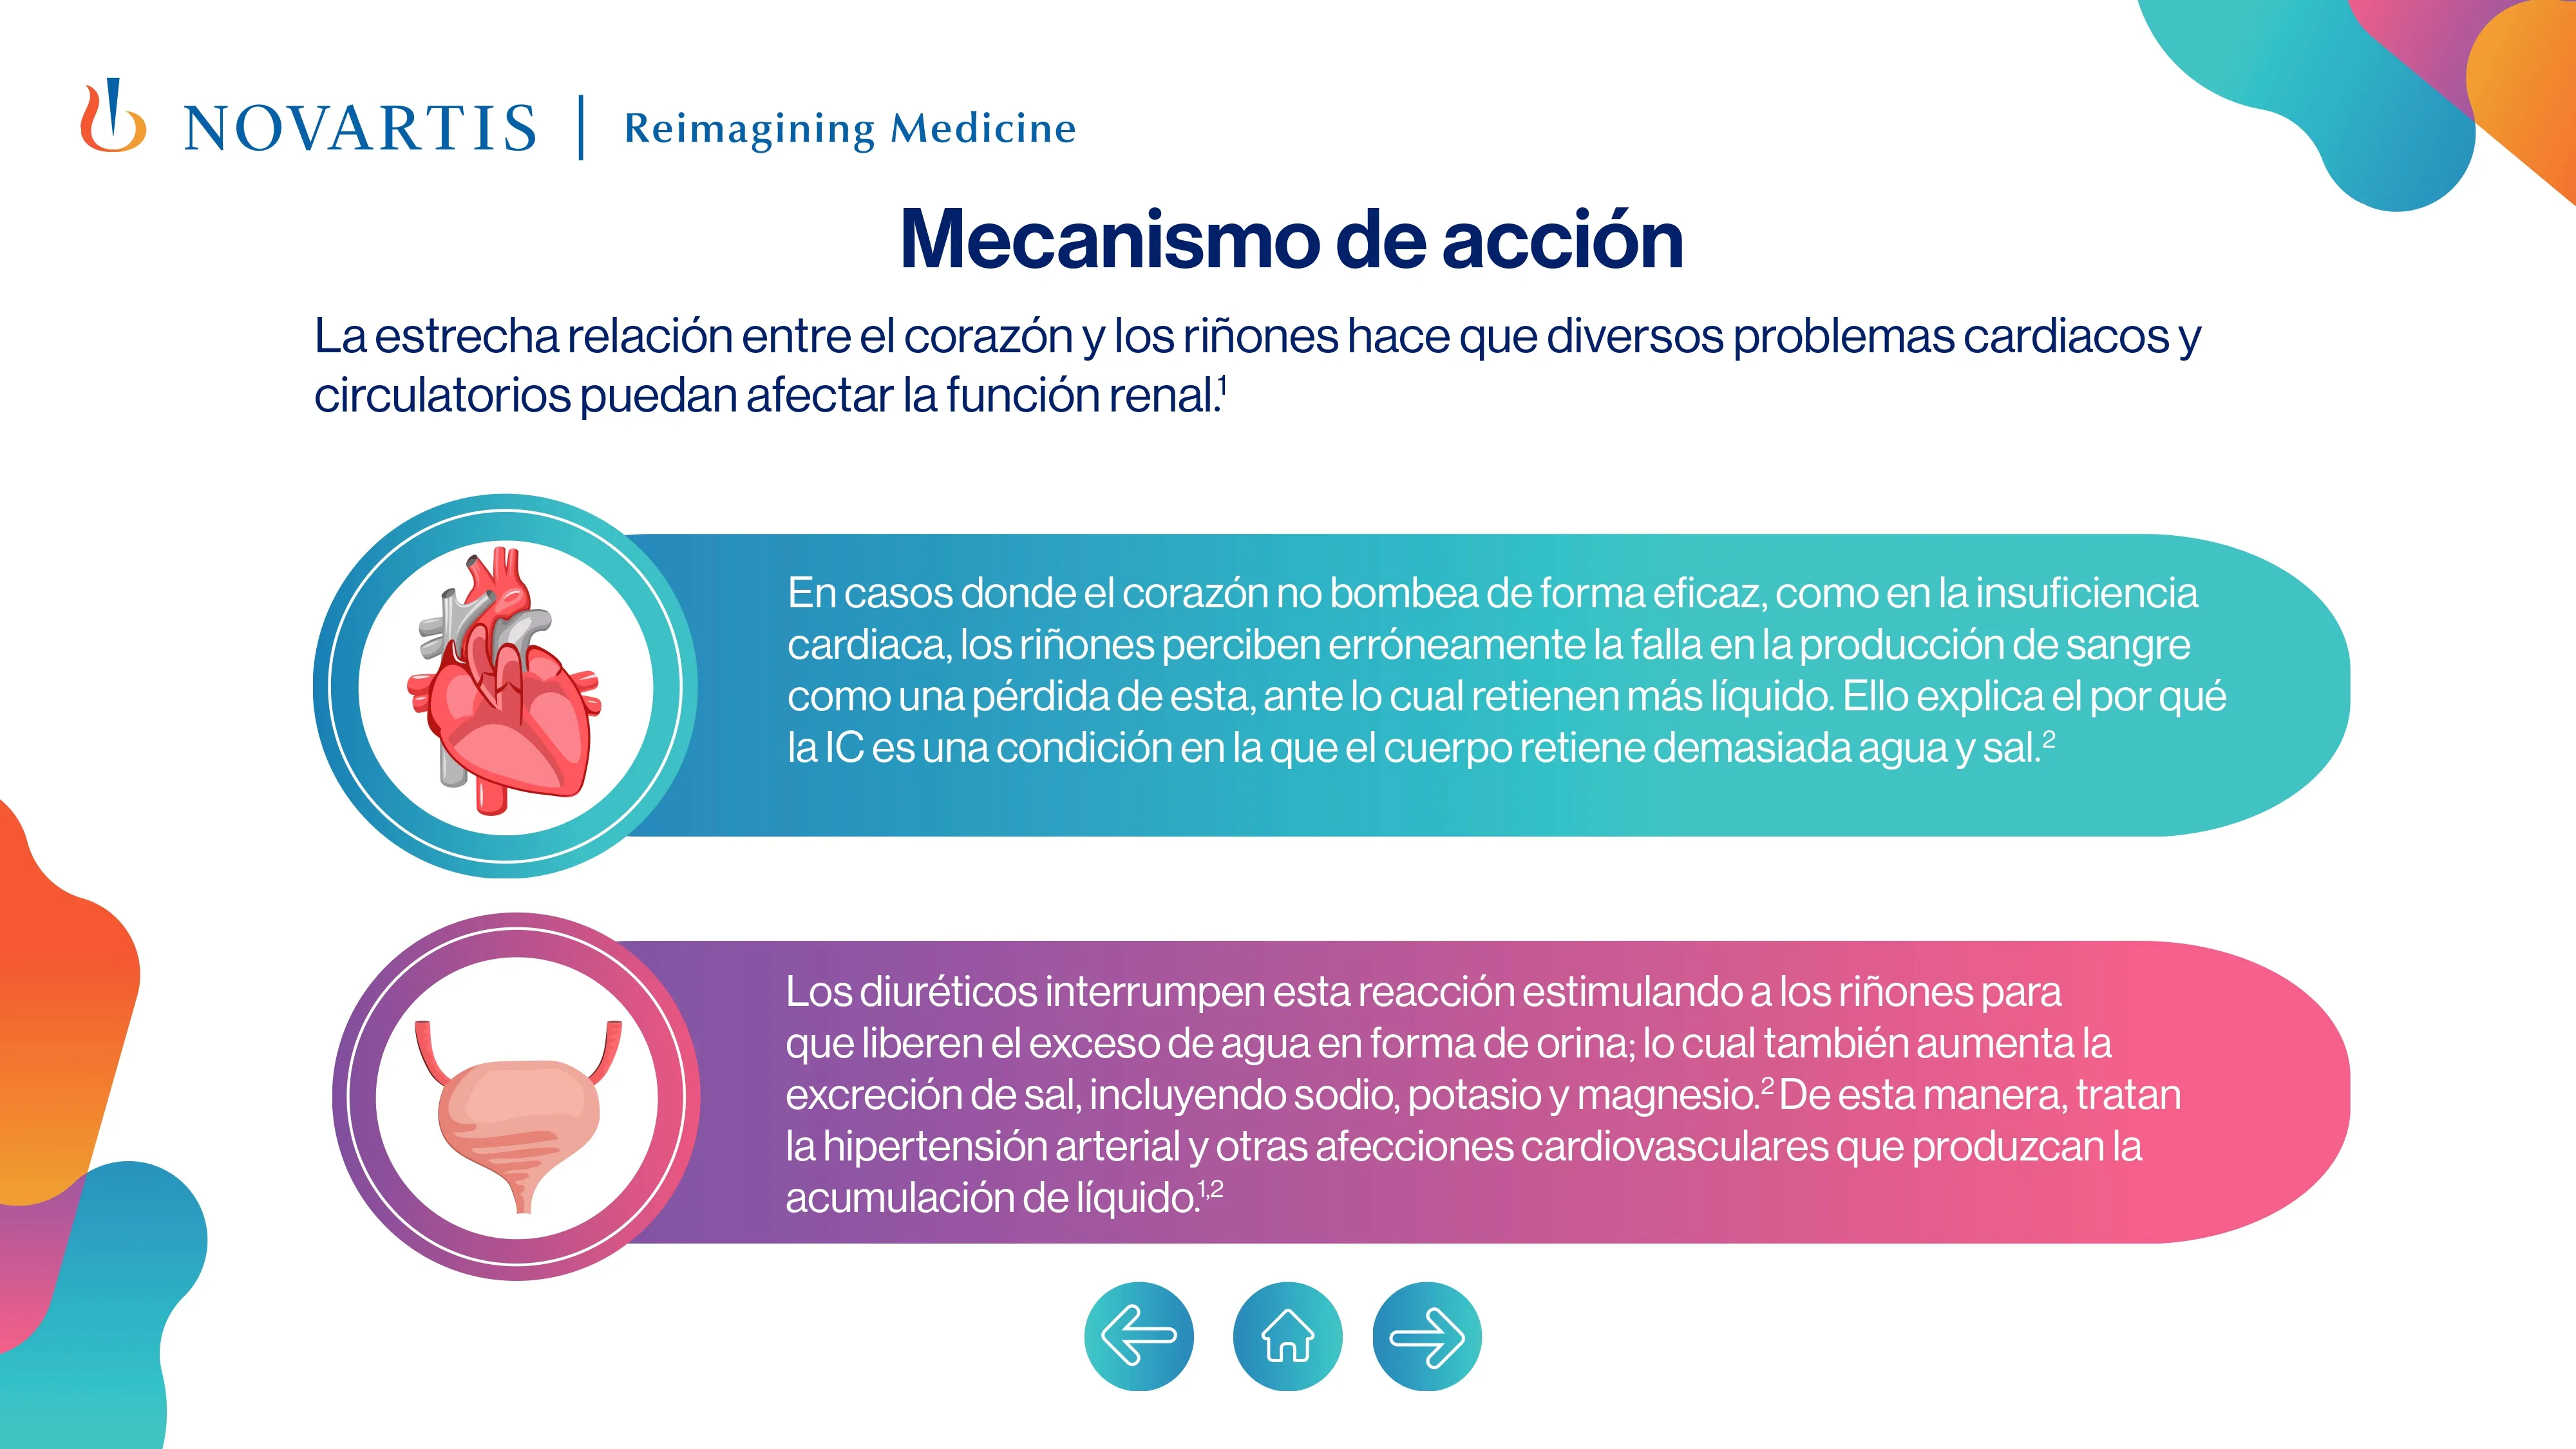 NOVARTIS | Reimagining Medicine
Mecanismo de acción
La estrecha relación entre el corazón y los riñones hace que diversos problemas cardiacos y
circulatorios puedan afectar la función renal.¹
En casos donde el corazón no bombea de forma eficaz, como en la insuficiencia
cardiaca, los riñones perciben erróneamente la falla en la producción de sangre
como una pérdida de esta, ante lo cual retienen más líquido. Ello explica el por qué
la IC es una condición en la que el cuerpo retiene demasiada agua y sal.²
Los diuréticos interrumpen esta reacción estimulando a los riñones para
que liberen el exceso de agua en forma de orina; lo cual también aumenta la
excreción de sal, incluyendo sodio, potasio y magnesio.² De esta manera, tratan
la hipertensión arterial y otras afecciones cardiovasculares que produzcan la
acumulación de líquido.¹,²